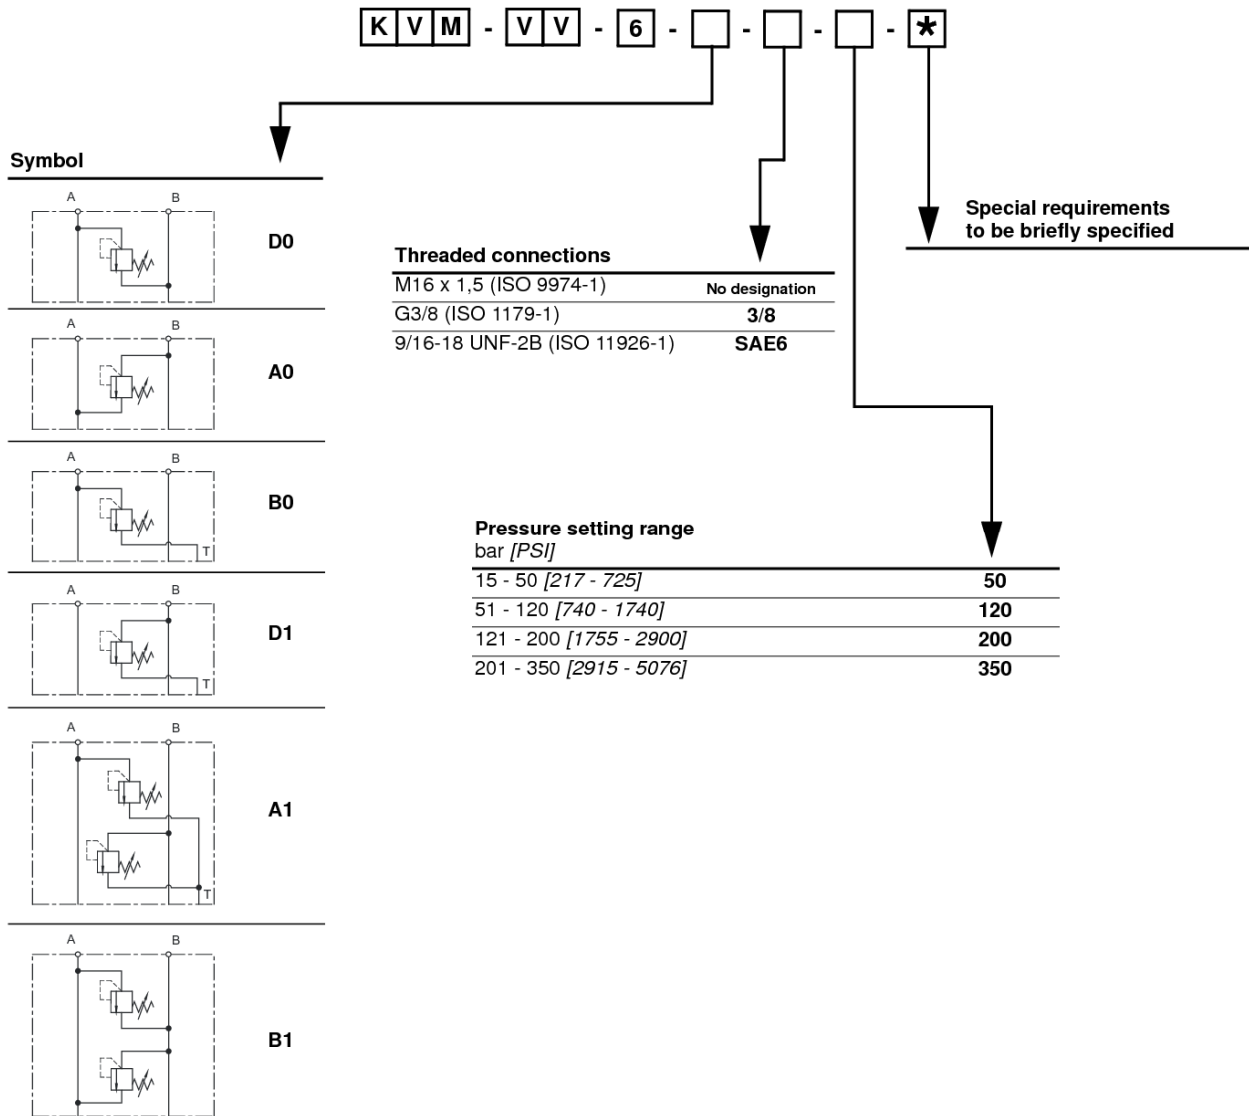 K V M - V V - 6 - - - - *
Symbol
A B
D0
A B
A0
A B
T
B0
A B
T
D1
A B
T
A1
A B
B1
Threaded connections
M16 x 1,5 (ISO 9974-1) No designation
G3/8 (ISO 1179-1) 3/8
9/16-18 UNF-2B (ISO 11926-1) SAE6
Special requirements
to be briefly specified
Pressure setting range
bar [PSI]
15 - 50 [217 - 725] 50
51 - 120 [740 - 1740] 120
121 - 200 [1755 - 2900] 200
201 - 350 [2915 - 5076] 350